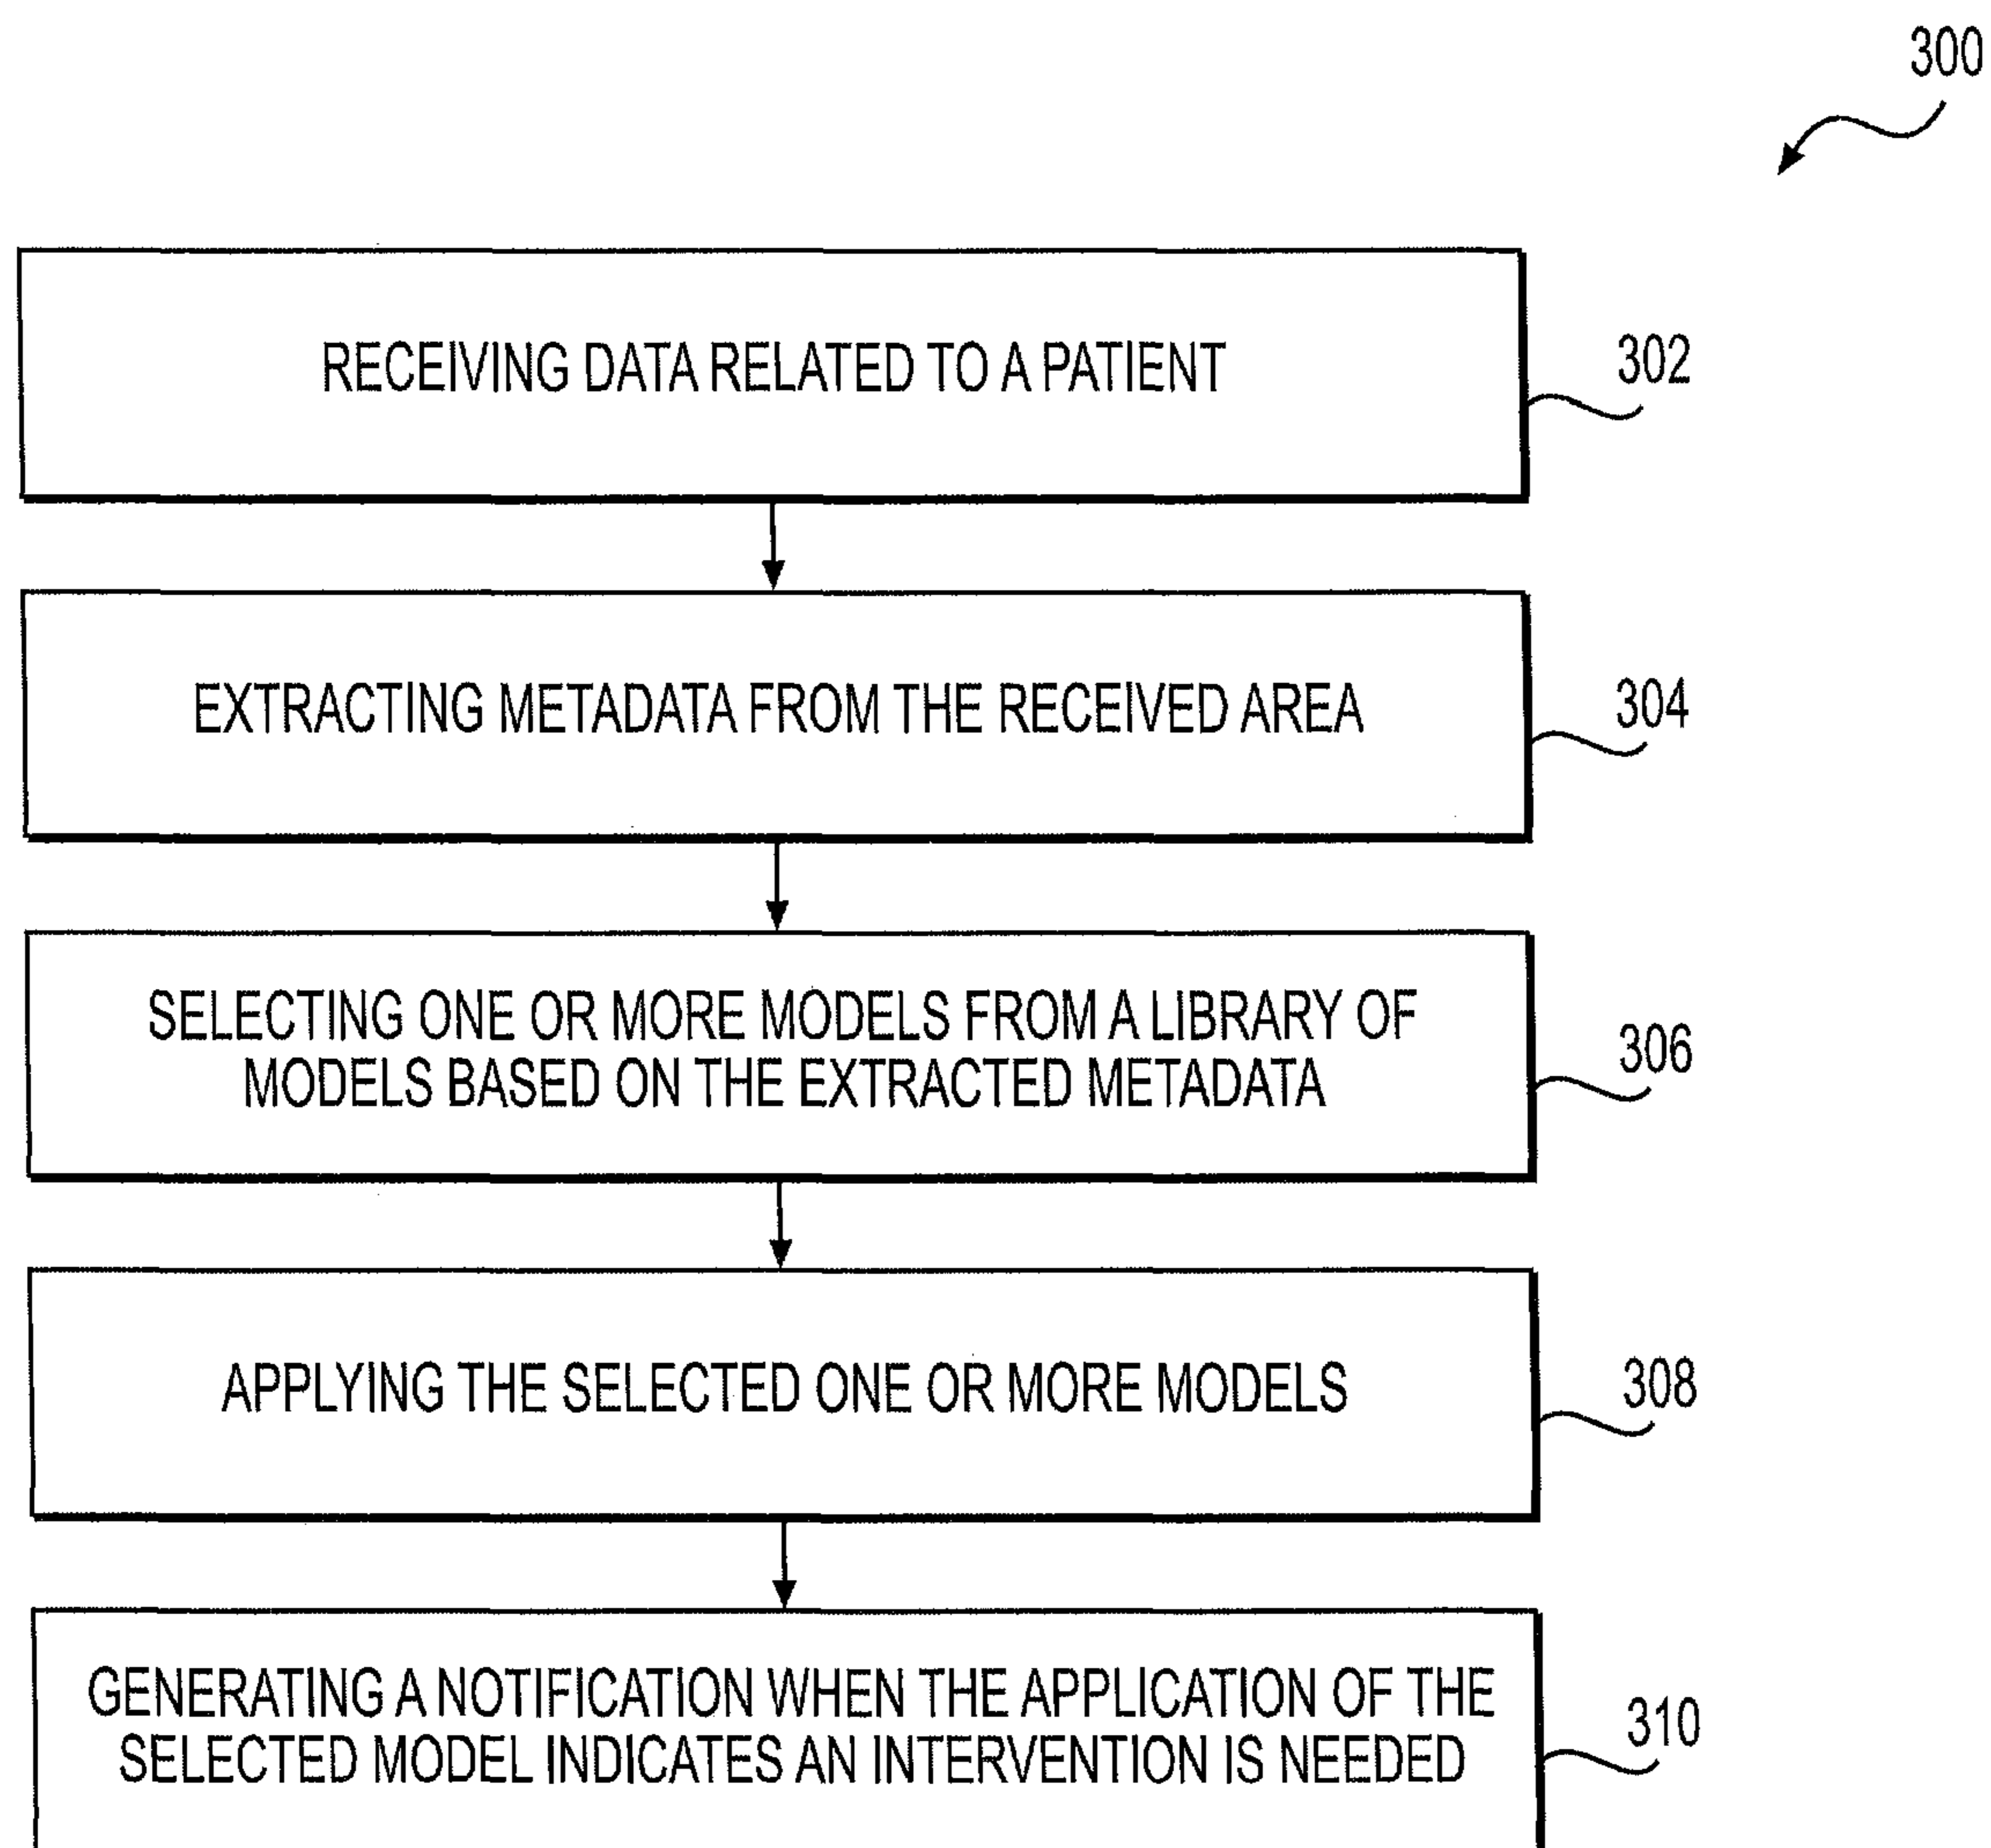 300
RECEIVING DATA RELATED TO A PATIENT
302
EXTRACTING METADATA FROM THE RECEIVED AREA
304
SELECTING ONE OR MORE MODELS FROM A LIBRARY OF
MODELS BASED ON THE EXTRACTED METADATA
306
APPLYING THE SELECTED ONE OR MORE MODELS
308
GENERATING A NOTIFICATION WHEN THE APPLICATION OF THE
SELECTED MODEL INDICATES AN INTERVENTION IS NEEDED
310